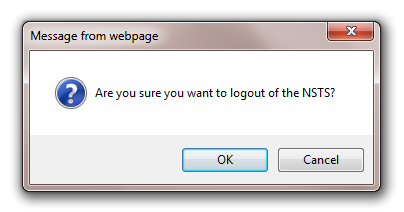 Message from webpage
Are you sure you want to logout of the NSTS?
OK
Cancel